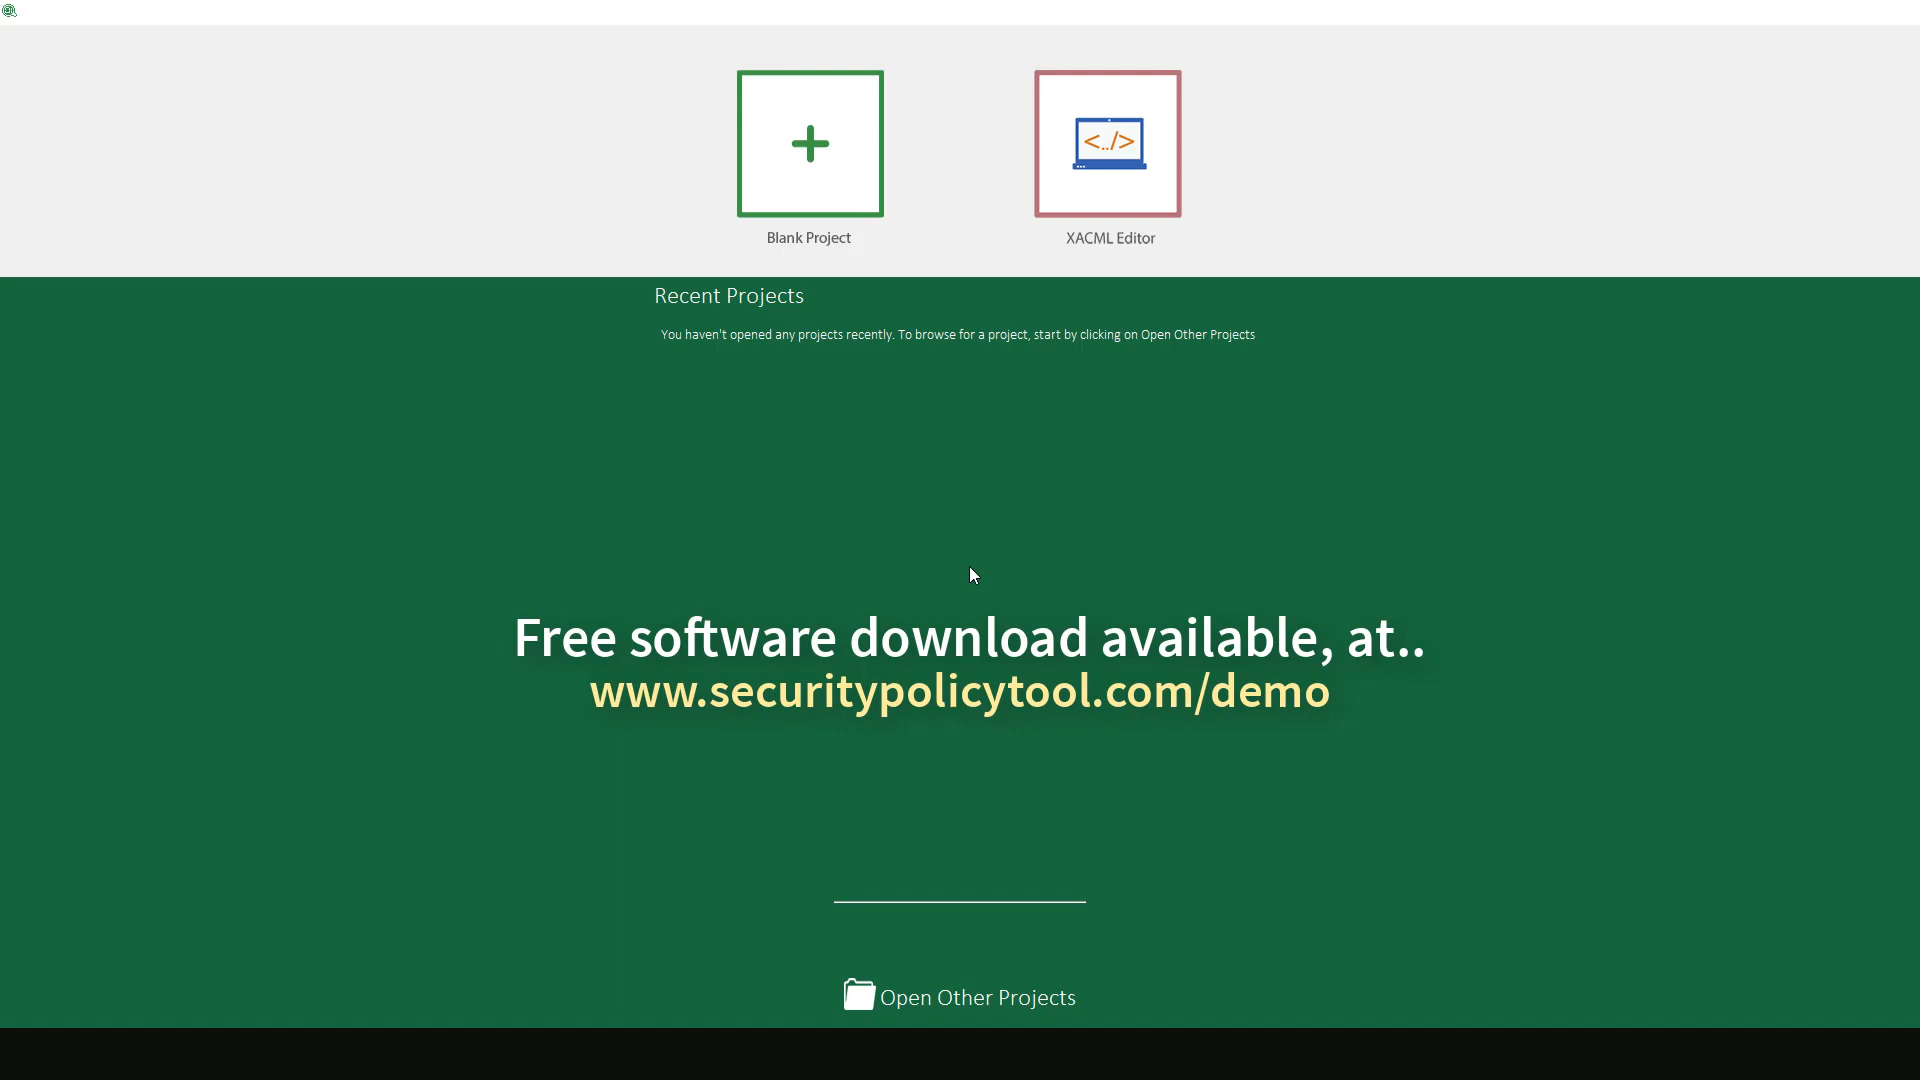 <../>
Blank Project
XACML Editor
Recent Projects
You haven't opened any projects recently. To browse for a project, start by clicking on Open Other Projects
Free software download available, at..
www.securitypolicytool.com/demo
Open Other Projects